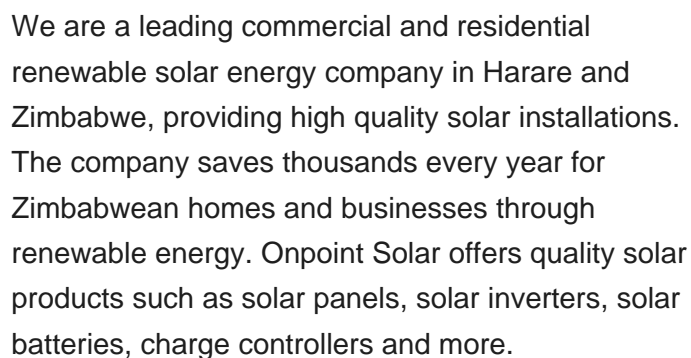 We are a leading commercial and residential
renewable solar energy company in Harare and
Zimbabwe, providing high quality solar installations.
The company saves thousands every year for
Zimbabwean homes and businesses through
renewable energy. Onpoint Solar offers quality solar
products such as solar panels, solar inverters, solar
batteries, charge controllers and more.